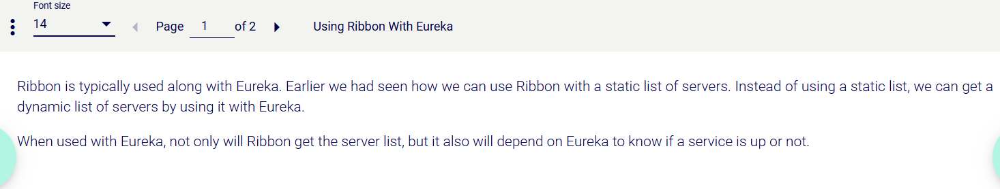 Font size
14
Page 1 of 2
Using Ribbon With Eureka
Ribbon is typically used along with Eureka. Earlier we had seen how we can use Ribbon with a static list of servers. Instead of using a static list, we can get a
dynamic list of servers by using it with Eureka.
When used with Eureka, not only will Ribbon get the server list, but it also will depend on Eureka to know if a service is up or not.